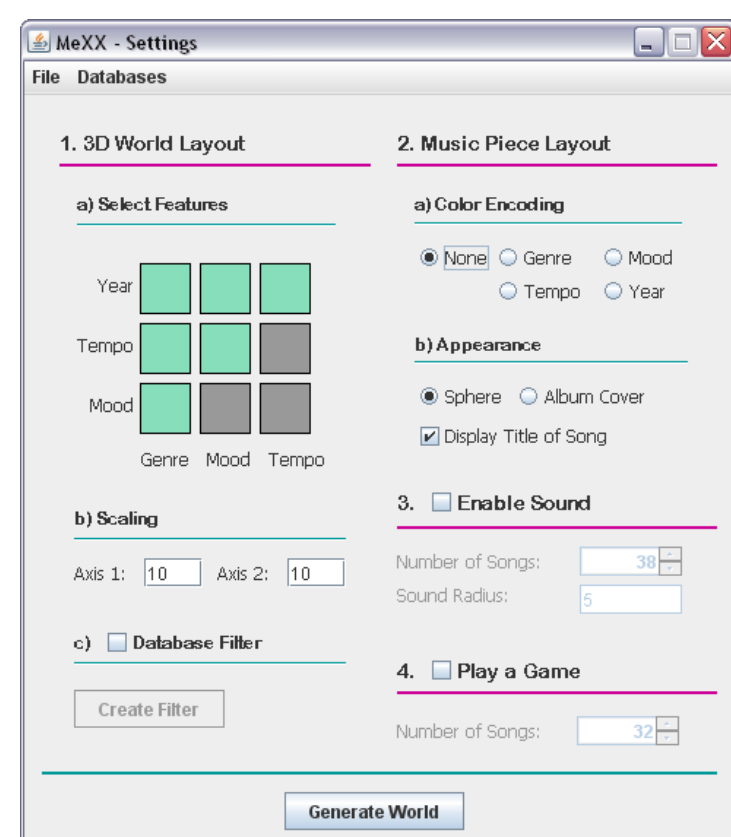 MeXX - Settings
File Databases
1. 3D World Layout
a) Select Features
Year
Tempo
Mood
Genre Mood Tempo
b) Scaling
Axis 1: 10 Axis 2: 10
c) Database Filter
Create Filter
2. Music Piece Layout
a) Color Encoding
None Genre Mood
Tempo Year
b) Appearance
Sphere Album Cover
Display Title of Song
3. Enable Sound
Number of Songs: 38
Sound Radius: 5
4. Play a Game
Number of Songs: 32
Generate World